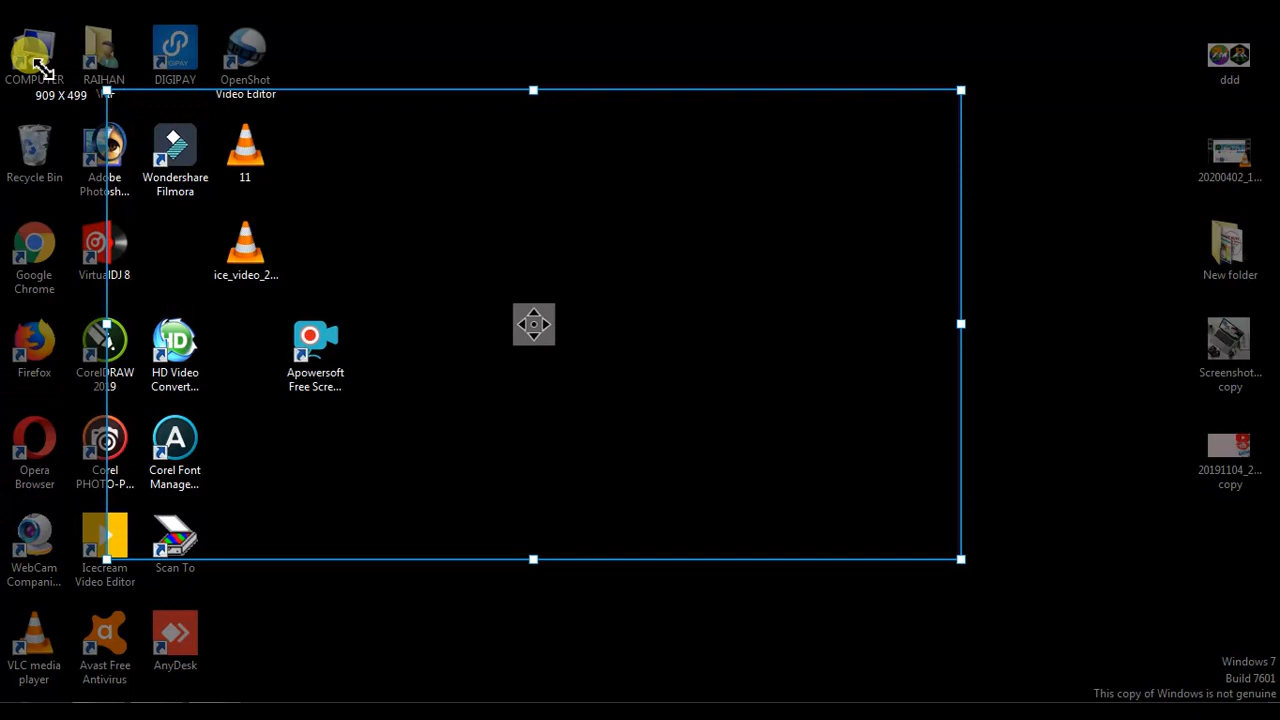 COMPUTER
RAIHAN
DIGIPAY
DIGIPAY
OpenShot
Video Editor
ddd
909 X 499
Recycle Bin
Adobe
Photosh...
Wondershare
Filmora
11
20200402_1...
Google
Chrome
VirtualDJ 8
ice_video_2...
New folder
Firefox
CorelDRAW
2019
HD
HD Video
Convert...
Apowersoft
Free Scre...
Screenshot...
copy
Opera
Browser
Corel
PHOTO-P...
A
Corel Font
Manage...
20191104_2...
copy
WebCam
Compani...
Icecream
Video Editor
Scan To
VLC media
player
Avast Free
Antivirus
AnyDesk
Windows 7
Build 7601
This copy of Windows is not genuine